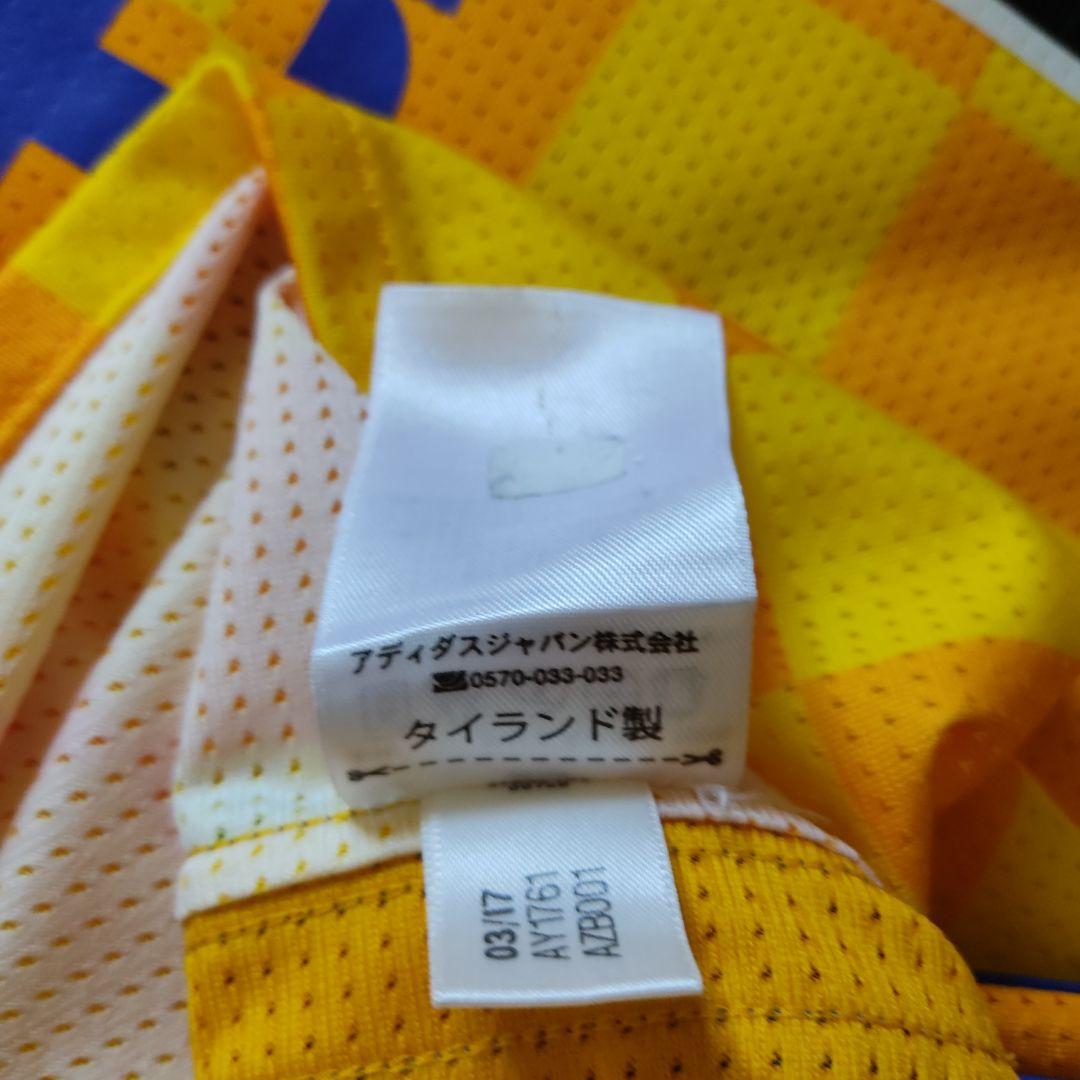 アディダスジャパン株式会社
☎0570-033-033
タイランド製
03/17
AY1761
AZB001